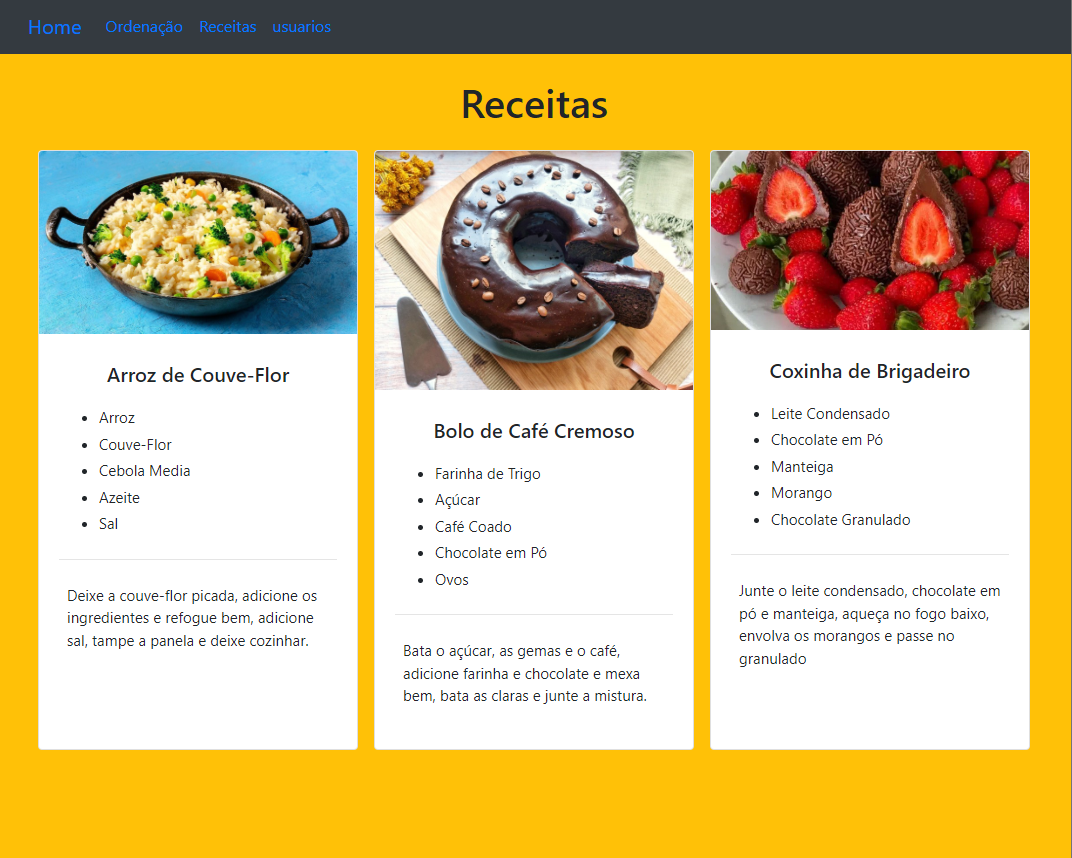 Home Ordenação Receitas usuarios
Receitas
Arroz de Couve-Flor
Arroz
Couve-Flor
Cebola Media
Azeite
Sal
Deixe a couve-flor picada, adicione os
ingredientes e refogue bem, adicione
sal, tampe a panela e deixe cozinhar.
Bolo de Café Cremoso
Farinha de Trigo
Açúcar
Café Coado
Chocolate em Pó
Ovos
Bata o açúcar, as gemas e o café,
adicione farinha e chocolate e mexa
bem, bata as claras e junte a mistura.
Coxinha de Brigadeiro
Leite Condensado
Chocolate em Pó
Manteiga
Morango
Chocolate Granulado
Junte o leite condensado, chocolate em
pó e manteiga, aqueça no fogo baixo,
envolva os morangos e passe no
granulado